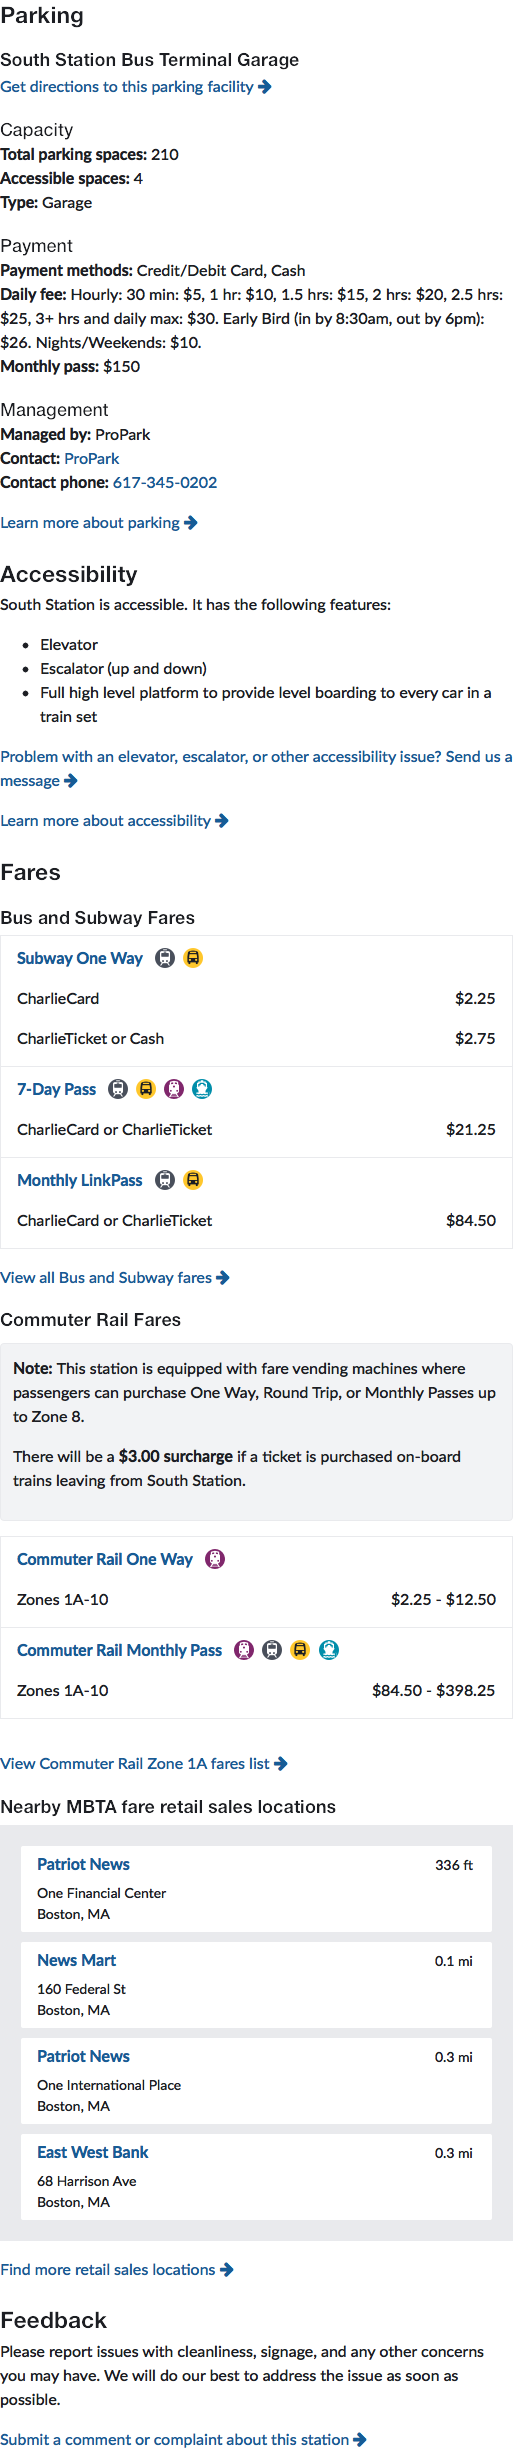 Parking
South Station Bus Terminal Garage
Get directions to this parking facility
Capacity
Total parking spaces: 210
Accessible spaces: 4
Type: Garage
Payment
Payment methods: Credit/Debit Card, Cash
Daily fee: Hourly: 30 min: $5, 1 hr: $10, 1.5 hrs: $15, 2 hrs: $20, 2.5 hrs:
$25, 3+ hrs and daily max: $30. Early Bird (in by 8:30am, out by 6pm):
$26. Nights/Weekends: $10.
Monthly pass: $150
Management
Managed by: ProPark
Contact: ProPark
Contact phone: 617-345-0202
Learn more about parking
Accessibility
South Station is accessible. It has the following features:
• Elevator
• Escalator (up and down)
• Full high level platform to provide level boarding to every car in a
train set
Problem with an elevator, escalator, or other accessibility issue? Send us a
message
Learn more about accessibility
Fares
Bus and Subway Fares
Subway One Way
CharlieCard $2.25
CharlieTicket or Cash $2.75
7-Day Pass
CharlieCard or CharlieTicket $21.25
Monthly LinkPass
CharlieCard or CharlieTicket $84.50
View all Bus and Subway fares
Commuter Rail Fares
Note: This station is equipped with fare vending machines where
passengers can purchase One Way, Round Trip, or Monthly Passes up
to Zone 8.
There will be a $3.00 surcharge if a ticket is purchased on-board
trains leaving from South Station.
Commuter Rail One Way
Zones 1A-10 $2.25 - $12.50
Commuter Rail Monthly Pass
Zones 1A-10 $84.50 - $398.25
View Commuter Rail Zone 1A fares list
Nearby MBTA fare retail sales locations
Patriot News 336 ft
One Financial Center
Boston, MA
News Mart 0.1 mi
160 Federal St
Boston, MA
Patriot News 0.3 mi
One International Place
Boston, MA
East West Bank 0.3 mi
68 Harrison Ave
Boston, MA
Find more retail sales locations
Feedback
Please report issues with cleanliness, signage, and any other concerns
you may have. We will do our best to address the issue as soon as
possible.
Submit a comment or complaint about this station